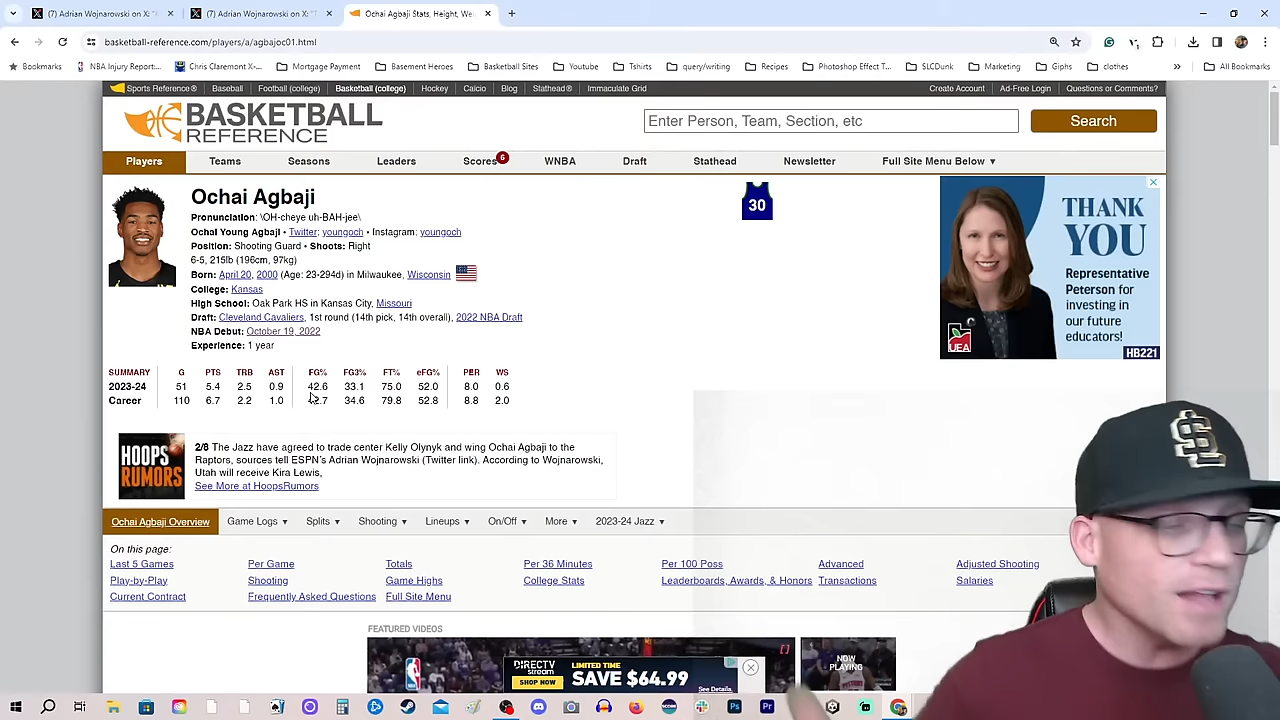 (7) Adrian Wojnarowski on X: "
(7) Adrian Wojnarowski on X: "
Ochai Agbaji Stats, Height, We
basketball-reference.com/players/a/agbajoc01.html
Bookmarks
NBA Injury Report:...
Chris Claremont X-...
Mortgage Payment
Basement Heroes
Basketball Sites
Youtube
Tshirts
query/writing
Recipes
Photoshop Effect T...
SLCDunk
Marketing
Giphs
clothes
»
All Bookmarks
Sports Reference®
Baseball
Football (college)
Basketball (college)
Hockey
Calcio
Blog
Stathead®
Immaculate Grid
Create Account
Ad-Free Login
Questions or Comments?
BASKETBALL
REFERENCE
Enter Person, Team, Section, etc
Search
Players
Teams
Seasons
Leaders
Scores
6
WNBA
Draft
Stathead
Newsletter
Full Site Menu Below ▼
Ochai Agbaji
Pronunciation: \OH-cheye uh-BAH-jee\
Ochai Young Agbaji • Twitter: youngoch • Instagram: youngoch
Position: Shooting Guard • Shoots: Right
6-5, 215lb (196cm, 97kg)
Born: April 20, 2000 (Age: 23-294d) in Milwaukee, Wisconsin
College: Kansas
High School: Oak Park HS in Kansas City, Missouri
Draft: Cleveland Cavaliers, 1st round (14th pick, 14th overall), 2022 NBA Draft
NBA Debut: October 19, 2022
Experience: 1 year
30
THANK
YOU
Representative
Peterson for
investing in
our future
educators!
UEA
HB221
SUMMARY G PTS TRB AST FG% FG3% FT% eFG% PER WS
2023-24 51 5.4 2.5 0.9 42.6 33.1 75.0 52.0 8.0 0.6
Career 110 6.7 2.2 1.0 34.6 79.8 52.8 8.8 2.0
HOOPS
RUMORS
2/8 The Jazz have agreed to trade center Kelly Olynyk and wing Ochai Agbaji to the
Raptors, sources tell ESPN's Adrian Wojnarowski (Twitter link). According to Wojnarowski,
Utah will receive Kira Lewis,
See More at HoopsRumors
Ochai Agbaji Overview
Game Logs ▼
Splits ▼
Shooting ▼
Lineups ▼
On/Off ▼
More ▼
2023-24 Jazz ▼
On this page:
Last 5 Games
Per Game
Totals
Per 36 Minutes
Per 100 Poss
Advanced
Adjusted Shooting
Play-by-Play
Shooting
Game Highs
College Stats
Leaderboards, Awards, & Honors
Transactions
Salaries
Current Contract
Frequently Asked Questions
Full Site Menu
FEATURED VIDEOS
NBA
DIRECTV
stream
LIMITED TIME
SAVE $64.99
SHOP NOW
See Details.
NOW
PLAYING